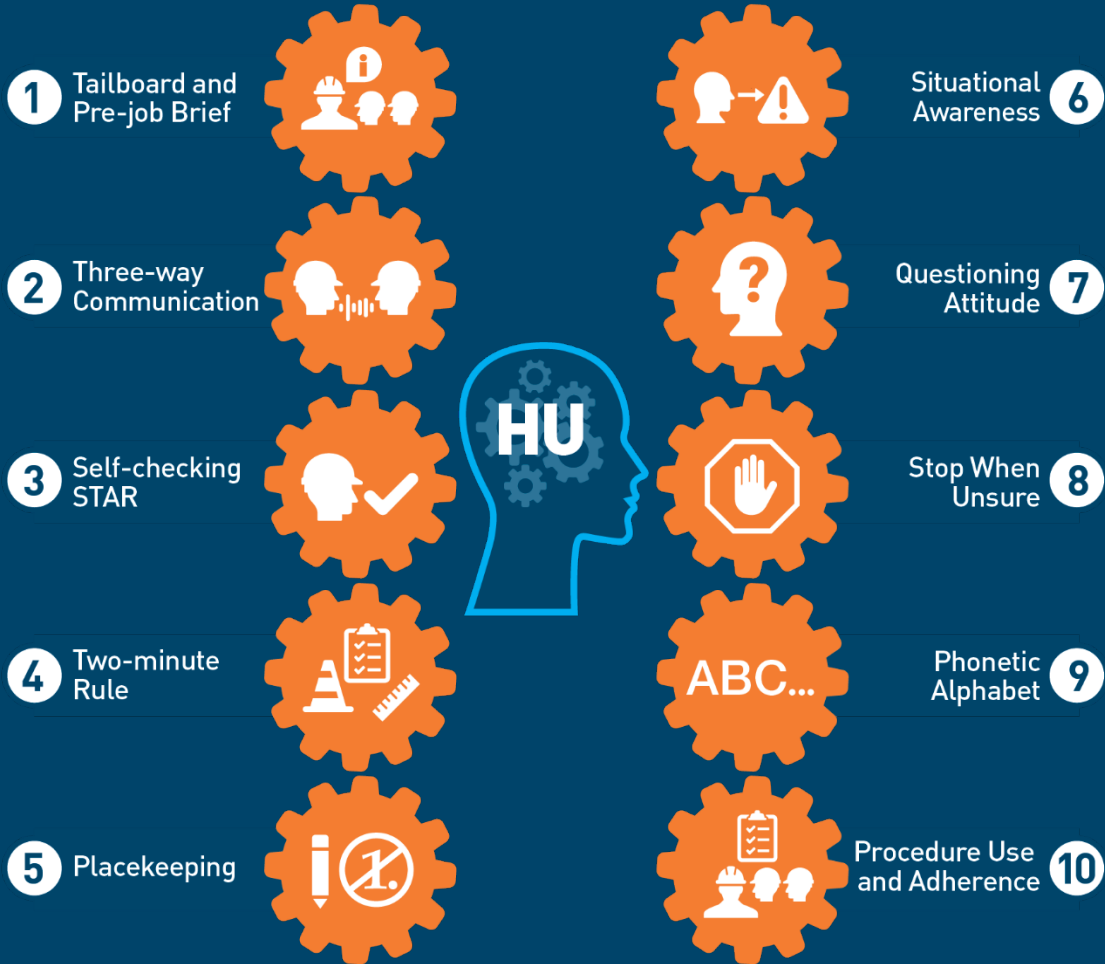 1
Tailboard and
Pre-job Brief
2
Three-way
Communication
3
Self-checking
STAR
4
Two-minute
Rule
5
Placekeeping
1.
HU
Situational
Awareness
6
Questioning
Attitude
7
Stop When
Unsure
8
ABC...
Phonetic
Alphabet
9
Procedure Use
and Adherence
10